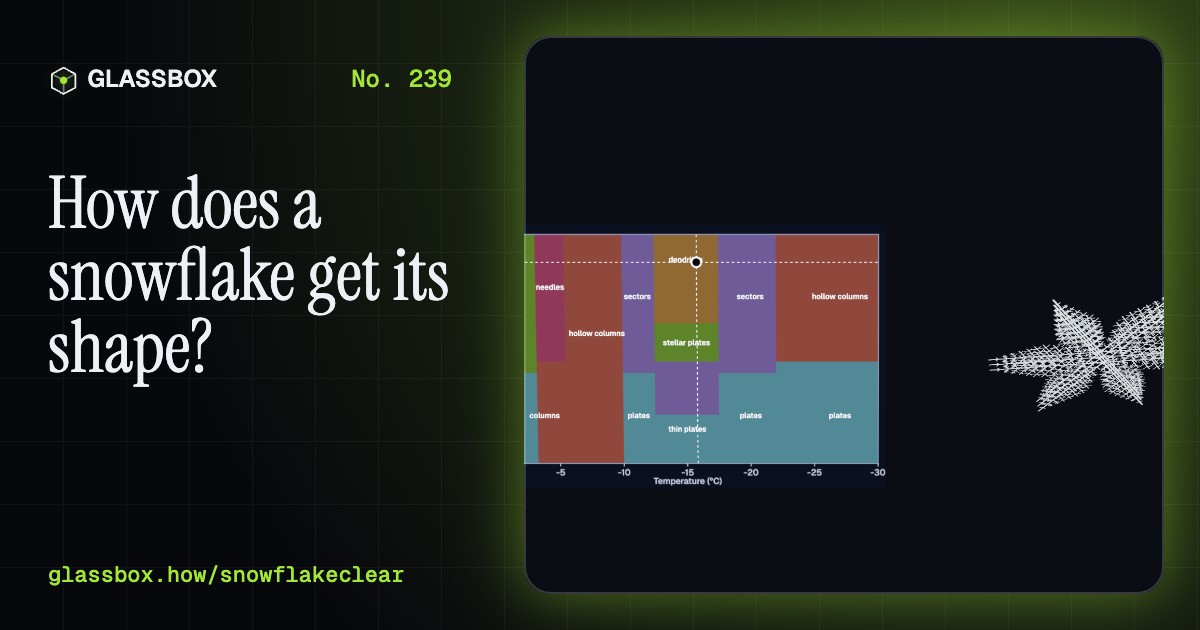 GLASSBOX
No. 239
How does a
snowflake get its
shape?
glassbox.how/snowflakeclear
needles
sectors
sectors
hollow columns
hollow columns
stellar plates
columns
plates
plates
plates
thin plates
-5
-10
-15
-20
-25
-30
Temperature (°C)